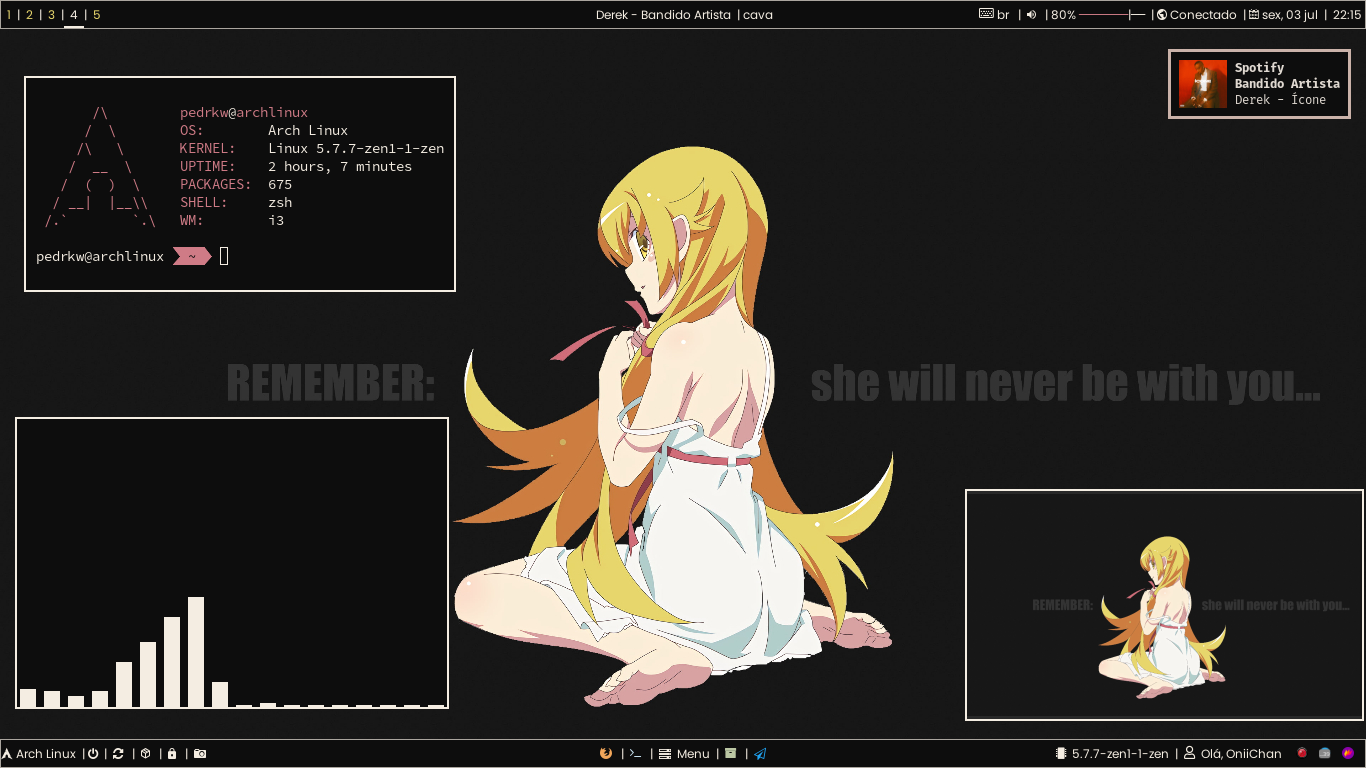 1 | 2 | 3 | 4 | 5
Derek - Bandido Artista | cava
br | | 80% | Conectado | sex, 03 jul | 22:15
Spotify
Bandido Artista
Derek - Ícone
/\
/  \
/\   \
/  __  \
/  (  )  \
/ __|  |__\\
/.`        `.\
pedrkw@archlinux
OS: Arch Linux
KERNEL: Linux 5.7.7-zen1-1-zen
UPTIME: 2 hours, 7 minutes
PACKAGES: 675
SHELL: zsh
WM: i3
pedrkw@archlinux ~
REMEMBER: she will never be with you...
REMEMBER: she will never be with you...
Arch Linux | | | | |
| >_ | Menu | |
5.7.7-zen1-1-zen | Olá, OniiChan